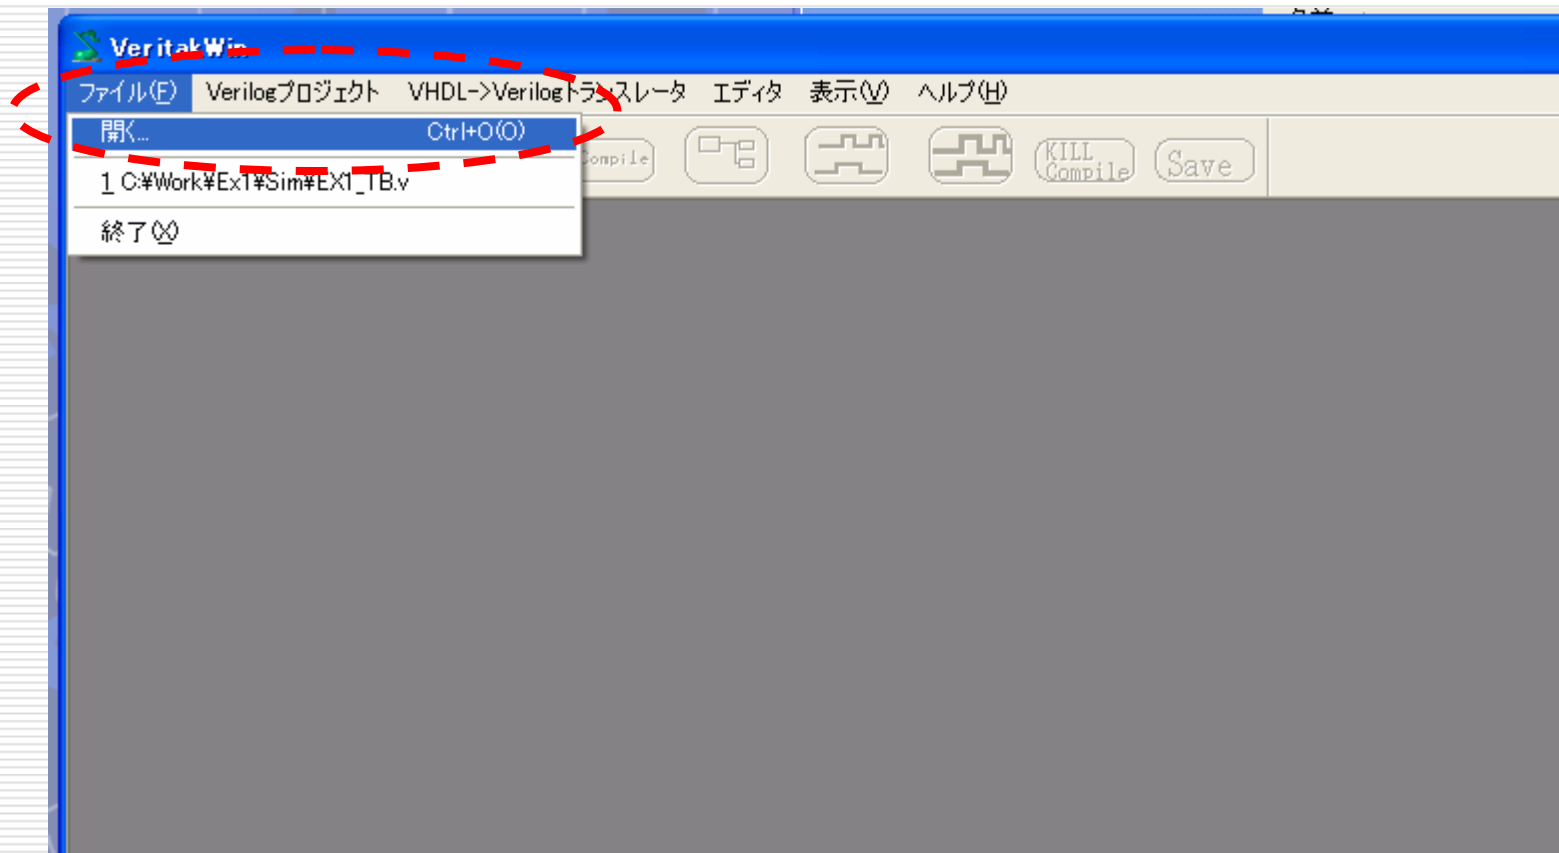 VeritakWin
ファイル(F) Verilogプロジェクト VHDL->Verilogトランスレータ エディタ 表示(V) ヘルプ(H)
開く... Ctrl+O(O)
Compile KILL Compile Save
1 C:¥Work¥Ex1¥Sim¥EX1_TB.v
終了(X)